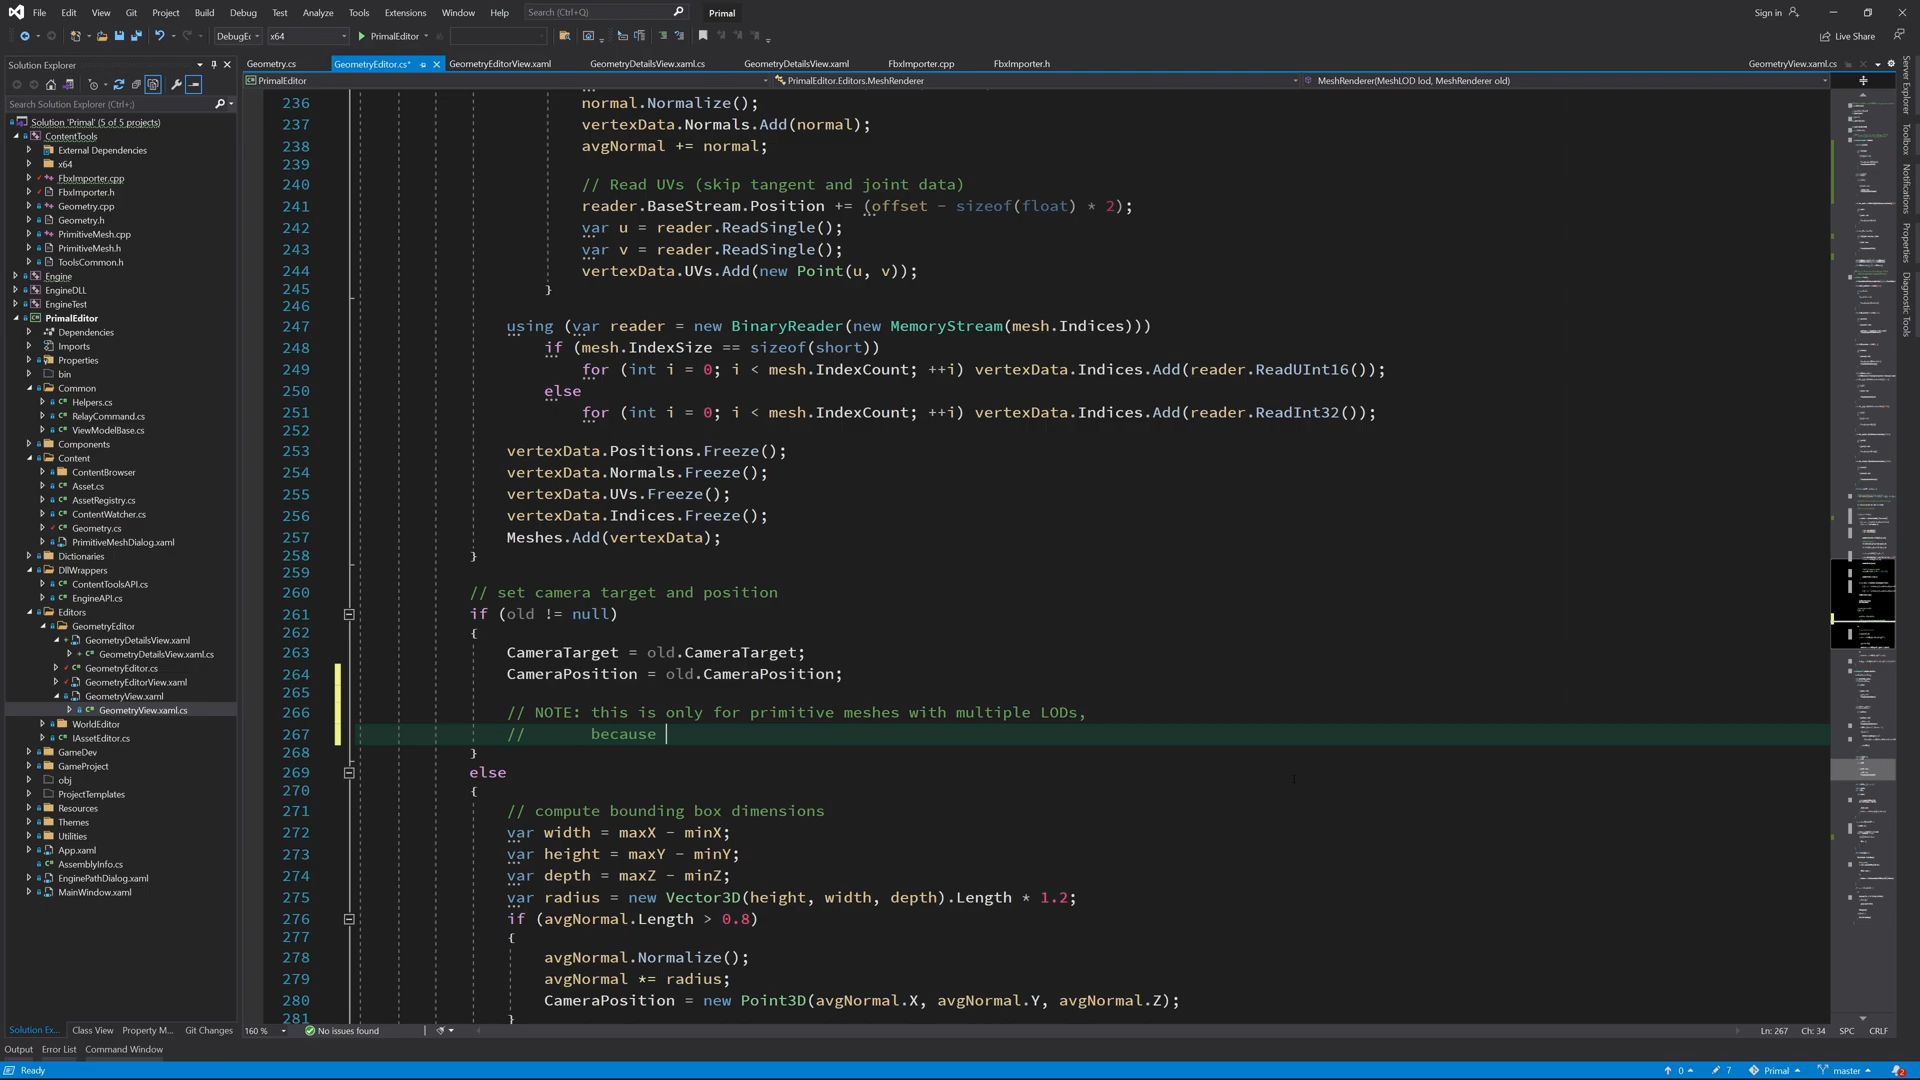 File Edit View Git Project Build Debug Test Analyze Tools Extensions Window Help Search (Ctrl+Q) Primal Sign in
DebugEc x64 PrimalEditor Live Share
Solution Explorer
Search Solution Explorer (Ctrl+;)
Solution 'Primal' (5 of 5 projects)
ContentTools
External Dependencies
x64
FbxImporter.cpp
FbxImporter.h
Geometry.cpp
Geometry.h
PrimitiveMesh.cpp
PrimitiveMesh.h
ToolsCommon.h
Engine
EngineDLL
EngineTest
PrimalEditor
Dependencies
Imports
Properties
bin
Common
Helpers.cs
RelayCommand.cs
ViewModelBase.cs
Components
Content
ContentBrowser
Asset.cs
AssetRegistry.cs
ContentWatcher.cs
Geometry.cs
PrimitiveMeshDialog.xaml
Dictionaries
DllWrappers
ContentToolsAPI.cs
EngineAPI.cs
Editors
GeometryEditor
GeometryDetailsView.xaml
GeometryDetailsView.xaml.cs
GeometryEditor.cs
GeometryEditorView.xaml
GeometryView.xaml
GeometryView.xaml.cs
WorldEditor
IAssetEditor.cs
GameDev
GameProject
obj
ProjectTemplates
Resources
Themes
Utilities
App.xaml
AssemblyInfo.cs
EnginePathDialog.xaml
MainWindow.xaml
Solution Ex... Class View Property M... Git Changes
Geometry.cs GeometryEditor.cs* GeometryEditorView.xaml GeometryDetailsView.xaml.cs GeometryDetailsView.xaml FbxImporter.cpp FbxImporter.h GeometryView.xaml.cs
PrimalEditor PrimalEditor.Editors.MeshRenderer MeshRenderer(MeshLOD lod, MeshRenderer old)
236 normal.Normalize();
237 vertexData.Normals.Add(normal);
238 avgNormal += normal;
239
240 // Read UVs (skip tangent and joint data)
241 reader.BaseStream.Position += (offset - sizeof(float) * 2);
242 var u = reader.ReadSingle();
243 var v = reader.ReadSingle();
244 vertexData.UVs.Add(new Point(u, v));
245 }
246
247 using (var reader = new BinaryReader(new MemoryStream(mesh.Indices)))
248 if (mesh.IndexSize == sizeof(short))
249 for (int i = 0; i < mesh.IndexCount; ++i) vertexData.Indices.Add(reader.ReadUInt16());
250 else
251 for (int i = 0; i < mesh.IndexCount; ++i) vertexData.Indices.Add(reader.ReadInt32());
252
253 vertexData.Positions.Freeze();
254 vertexData.Normals.Freeze();
255 vertexData.UVs.Freeze();
256 vertexData.Indices.Freeze();
257 Meshes.Add(vertexData);
258 }
259
260 // set camera target and position
261 if (old != null)
262 {
263 CameraTarget = old.CameraTarget;
264 CameraPosition = old.CameraPosition;
265
266 // NOTE: this is only for primitive meshes with multiple LODs,
267 // because
268 }
269 else
270 {
271 // compute bounding box dimensions
272 var width = maxX - minX;
273 var height = maxY - minY;
274 var depth = maxZ - minZ;
275 var radius = new Vector3D(height, width, depth).Length * 1.2;
276 if (avgNormal.Length > 0.8)
277 {
278 avgNormal.Normalize();
279 avgNormal *= radius;
280 CameraPosition = new Point3D(avgNormal.X, avgNormal.Y, avgNormal.Z);
281 }
160 % No issues found Ln: 267 Ch: 34 SPC CRLF
Server Explorer
Toolbox
Notifications
Properties
Diagnostic Tools
Output Error List Command Window
Ready 0 7 Primal master 2